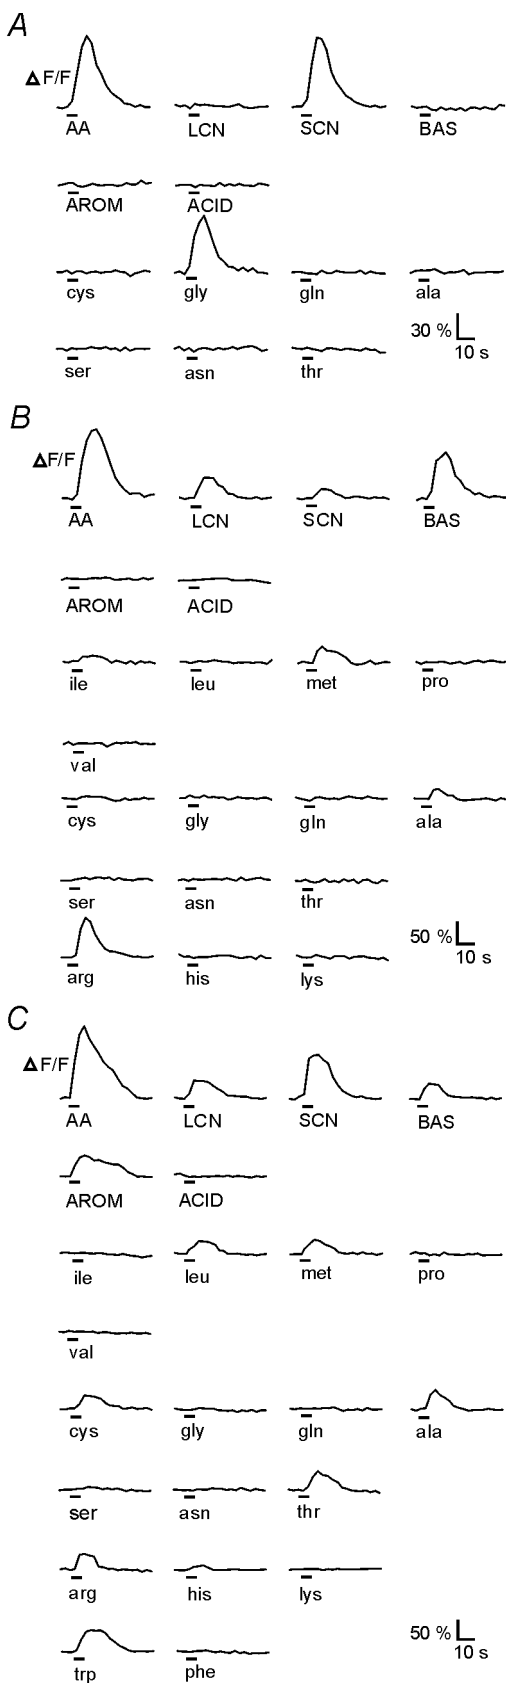 A
Δ F/F
AA LCN SCN BAS
AROM ACID
cys gly gln ala
30 %
10 s
ser asn thr
B
ΔF/F
AA LCN SCN BAS
AROM ACID
ile leu met pro
val
cys gly gln ala
ser asn thr
50 %
10 s
arg his lys
C
Δ F/F
AA LCN SCN BAS
AROM ACID
ile leu met pro
val
cys gly gln ala
ser asn thr
arg his lys
50 %
10 s
trp phe